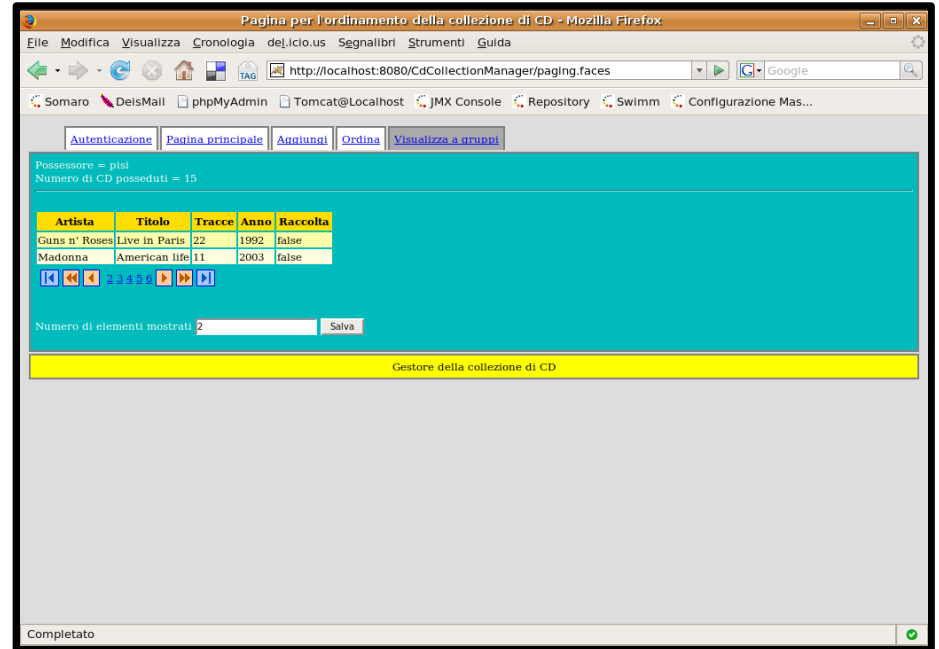 Pagina per l'ordinamento della collezione di CD - Mozilla Firefox
File Modifica Visualizza Cronologia del.icio.us Segnalibri Strumenti Guida
TAG http://localhost:8080/CdCollectionManager/paging.faces G Google
Somaro DeisMail phpMyAdmin Tomcat@Localhost JMX Console Repository Swimm Configurazione Mas...
Autenticazione Pagina principale Aggiungi Ordina Visualizza a gruppi
Possessore = pisi
Numero di CD posseduti = 15
Artista Titolo Tracce Anno Raccolta
Guns n' Roses Live in Paris 22 1992 false
Madonna American life 11 2003 false
2 3 4 5 6
Numero di elementi mostrati 2 Salva
Gestore della collezione di CD
Completato